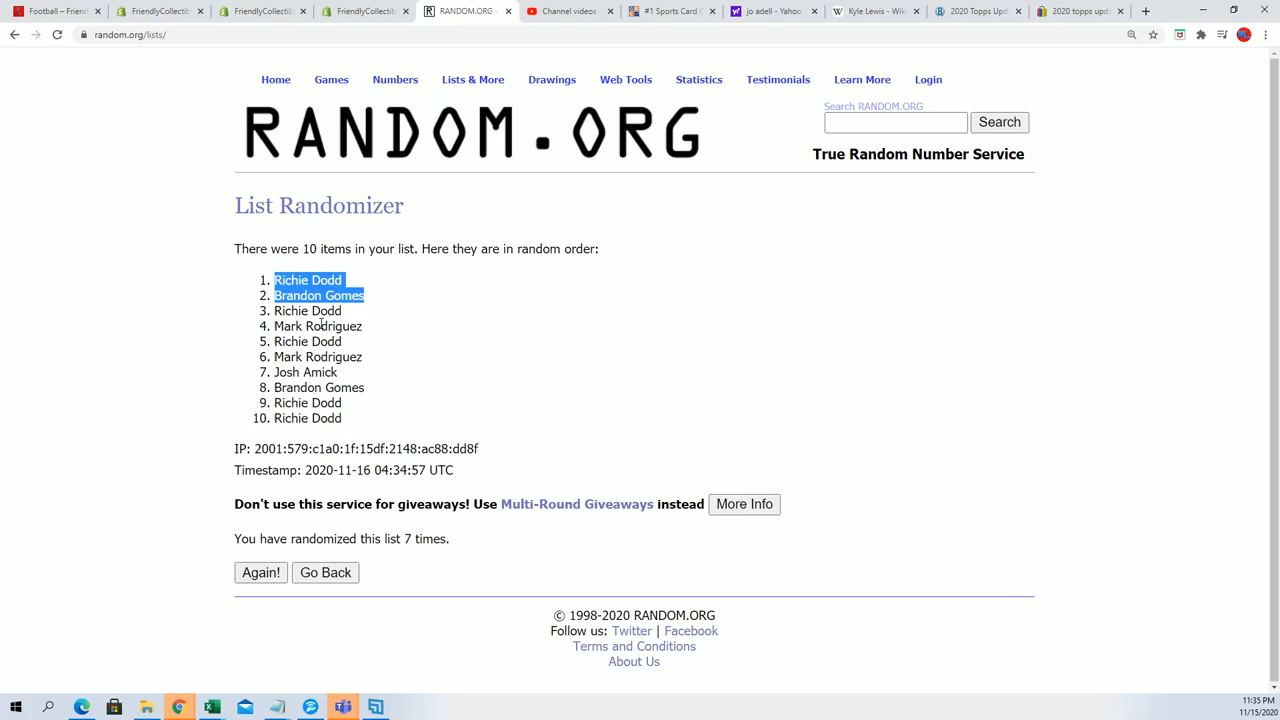 Football – Friend
FriendlyCollectib
FriendlyCollectib
FriendlyCollectib
RANDOM.ORG -
Channel videos -
#1 Sports Card C
jo adell - Yahoo
Kyle Lewis - Wiki
2020 Topps Upd
2020 topps upda
random.org/lists/
Home Games Numbers Lists & More Drawings Web Tools Statistics Testimonials Learn More Login
Search RANDOM.ORG
RANDOM.ORG
Search
True Random Number Service
List Randomizer
There were 10 items in your list. Here they are in random order:
1. Richie Dodd
2. Brandon Gomes
3. Richie Dodd
4. Mark Rodriguez
5. Richie Dodd
6. Mark Rodriguez
7. Josh Amick
8. Brandon Gomes
9. Richie Dodd
10. Richie Dodd
IP: 2001:579:c1a0:1f:15df:2148:ac88:dd8f
Timestamp: 2020-11-16 04:34:57 UTC
Don't use this service for giveaways! Use Multi-Round Giveaways instead More Info
You have randomized this list 7 times.
Again! Go Back
© 1998-2020 RANDOM.ORG
Follow us: Twitter | Facebook
Terms and Conditions
About Us
11:35 PM
11/15/2020